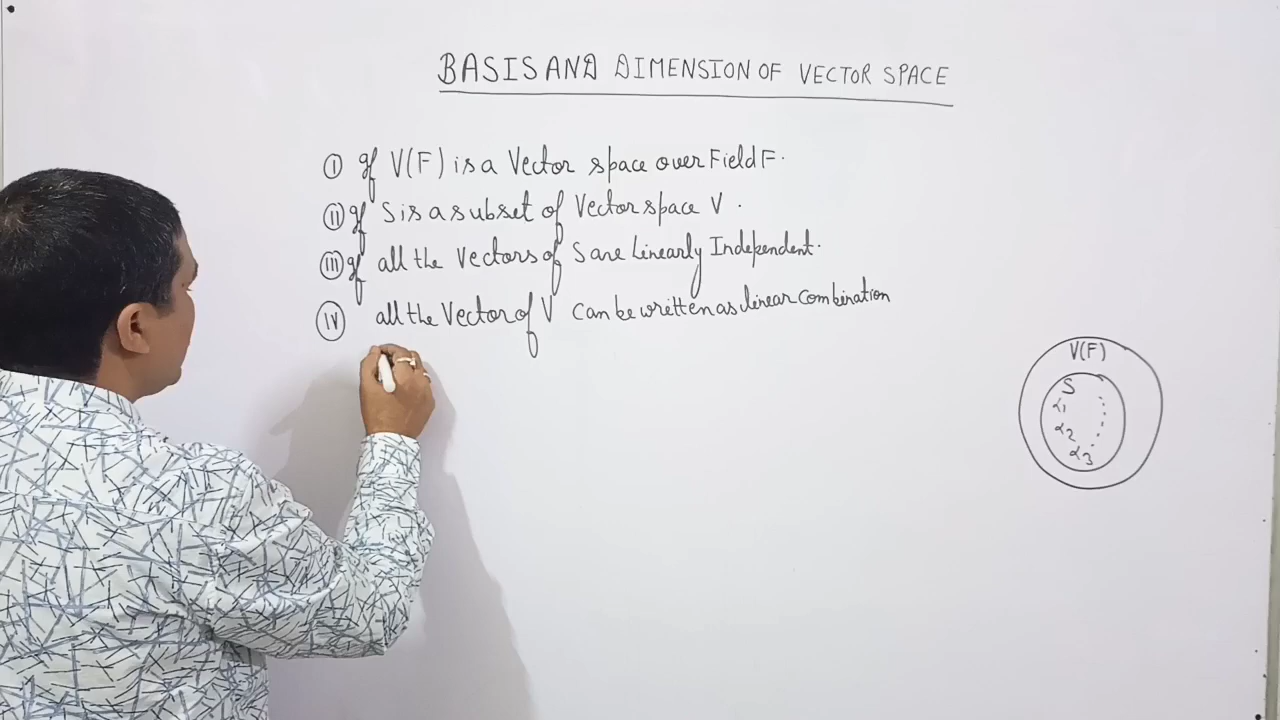 BASIS AND DIMENSION OF VECTOR SPACE
(I) If V(F) is a Vector space over Field F.
(II) If S is a subset of Vector space V.
(III) If all the Vectors of S are Linearly Independent.
(IV) all the Vector of V can be written as linear combination
V(F)
S
α1
α2
α3